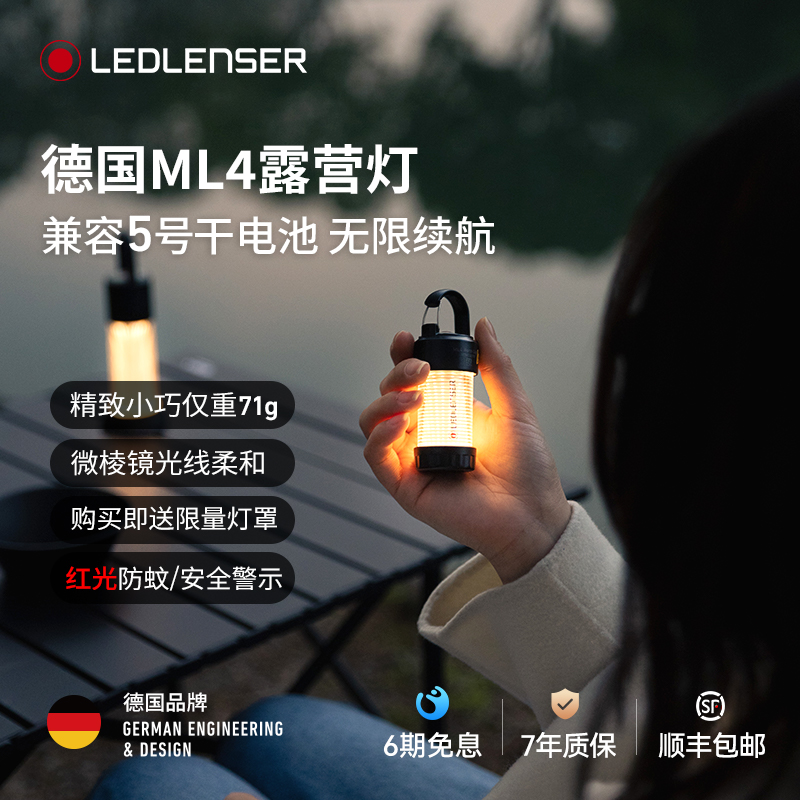 LEDLENSER
德国ML4露营灯
兼容5号干电池 无限续航
LEDLENSER
精致小巧仅重71g
微棱镜光线柔和
购买即送限量灯罩
红光防蚊/安全警示
德国品牌
GERMAN ENGINEERING
& DESIGN
6期免息
7年质保
SF
顺丰包邮